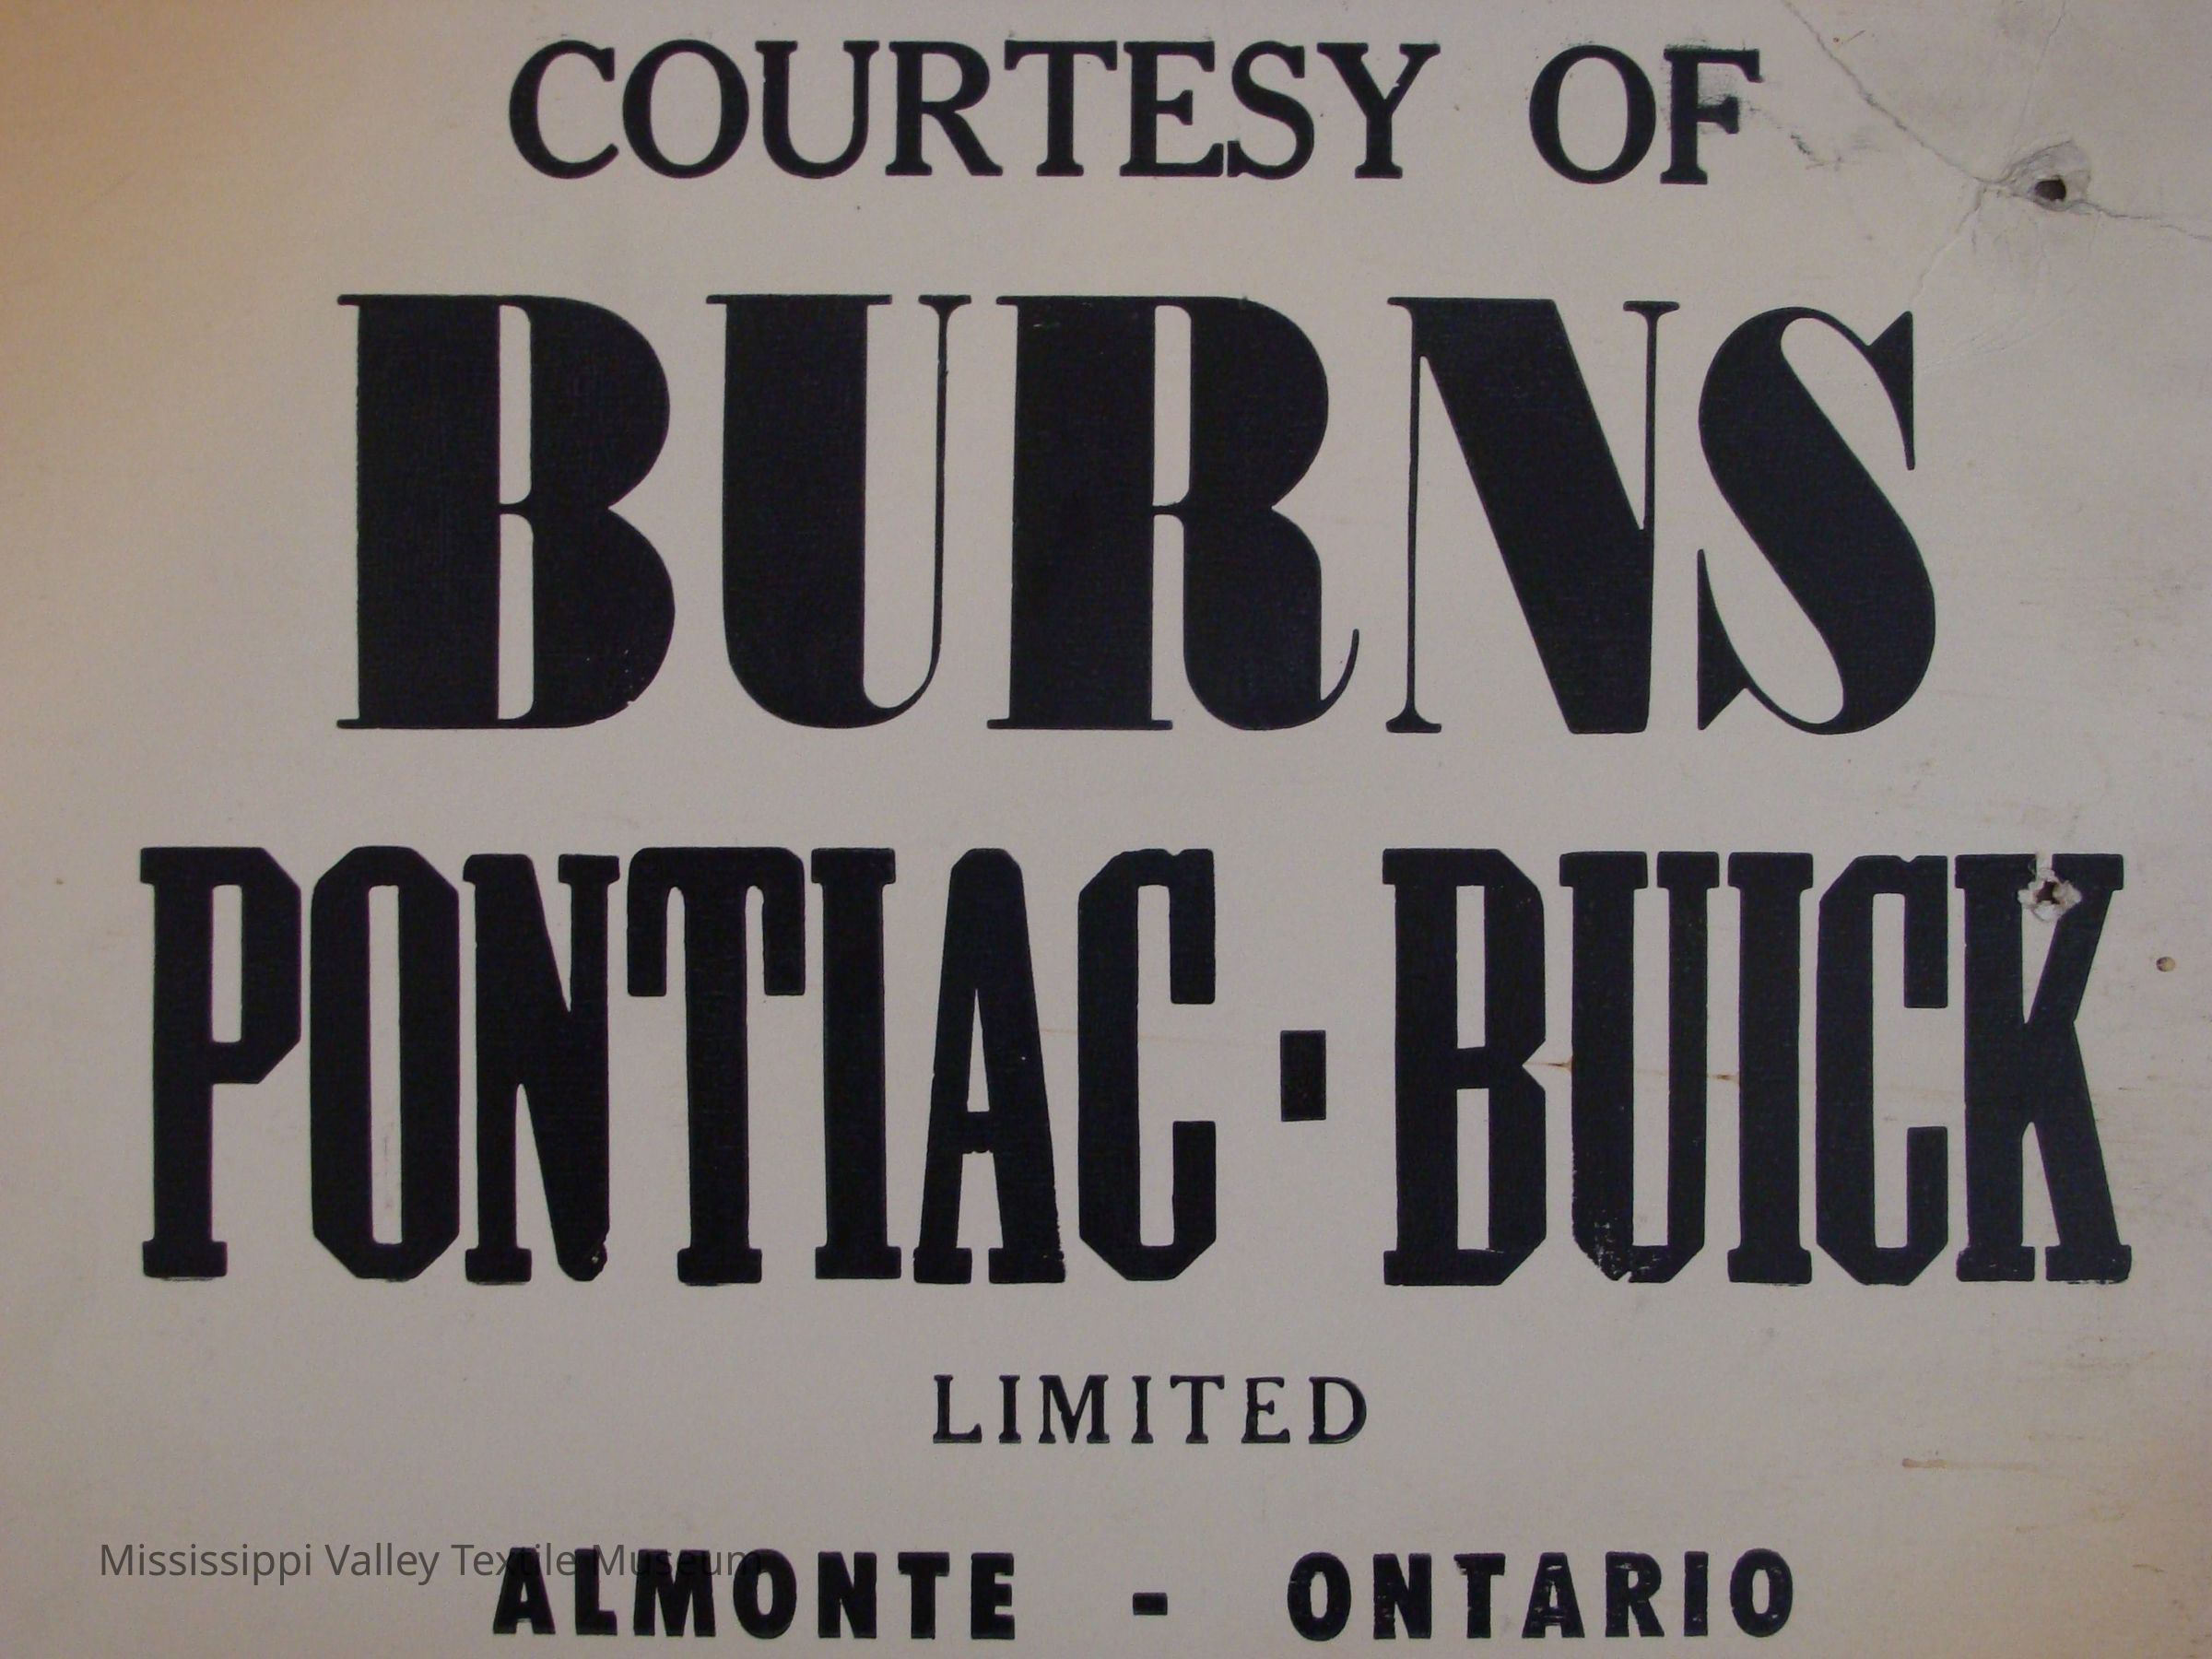 COURTESY OF
BURNS
PONTIAC·BUICK
LIMITED
ALMONTE - ONTARIO
Mississippi Valley Textile Museum